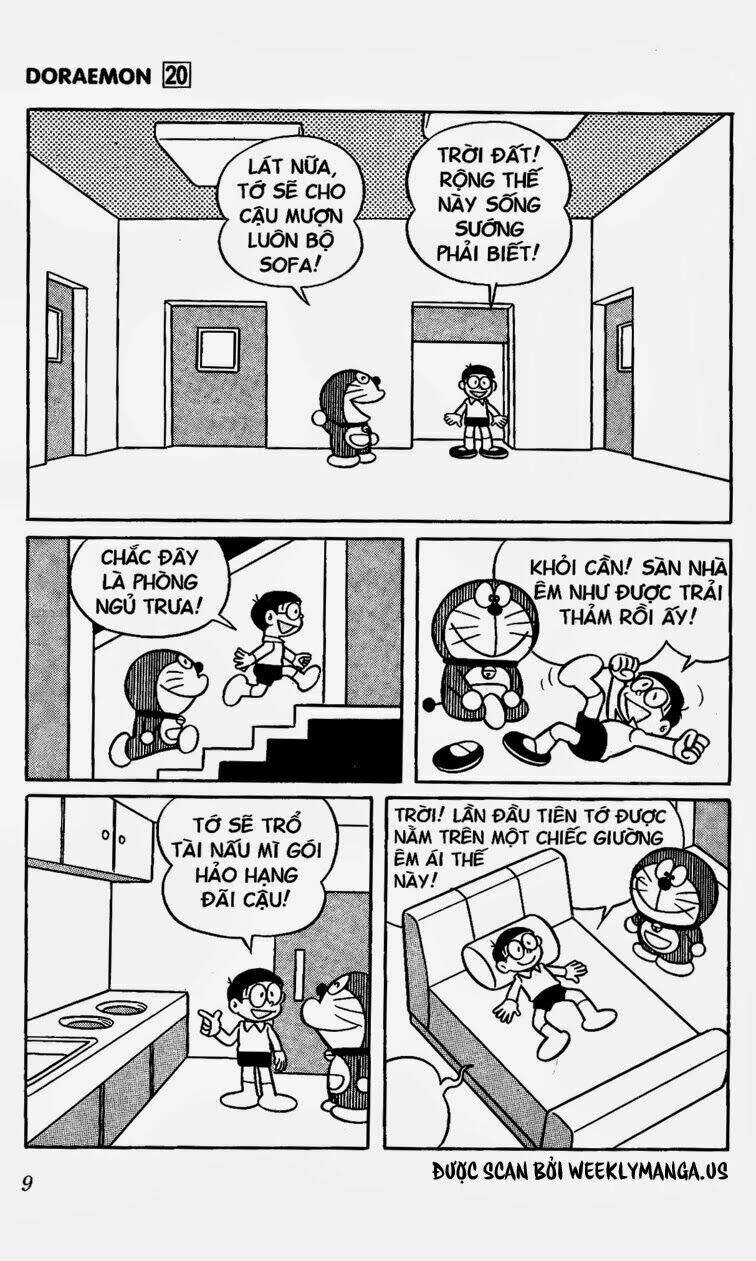 DORAEMON 20
LÁT NỮA,
TỚ SẼ CHO
CẬU MƯỢN
LUÔN BỘ
SOFA!
TRỜI ĐẤT!
RỘNG THẾ
NÀY SỐNG
SƯỚNG
PHẢI BIẾT!
CHẮC ĐÂY
LÀ PHÒNG
NGỦ TRƯA!
KHỎI CẦN! SÀN NHÀ
ÊM NHƯ ĐƯỢC TRẢI
THẢM RỒI ẤY!
TỚ SẼ TRỔ
TÀI NẤU MÌ GÓI
HẢO HẠNG
ĐÃI CẬU!
TRỜI! LẦN ĐẦU TIÊN TỚ ĐƯỢC
NẰM TRÊN MỘT CHIẾC GIƯỜNG
ÊM ÁI THẾ
NÀY!
9
ĐƯỢC SCAN BỞI WEEKLYMANGA.US